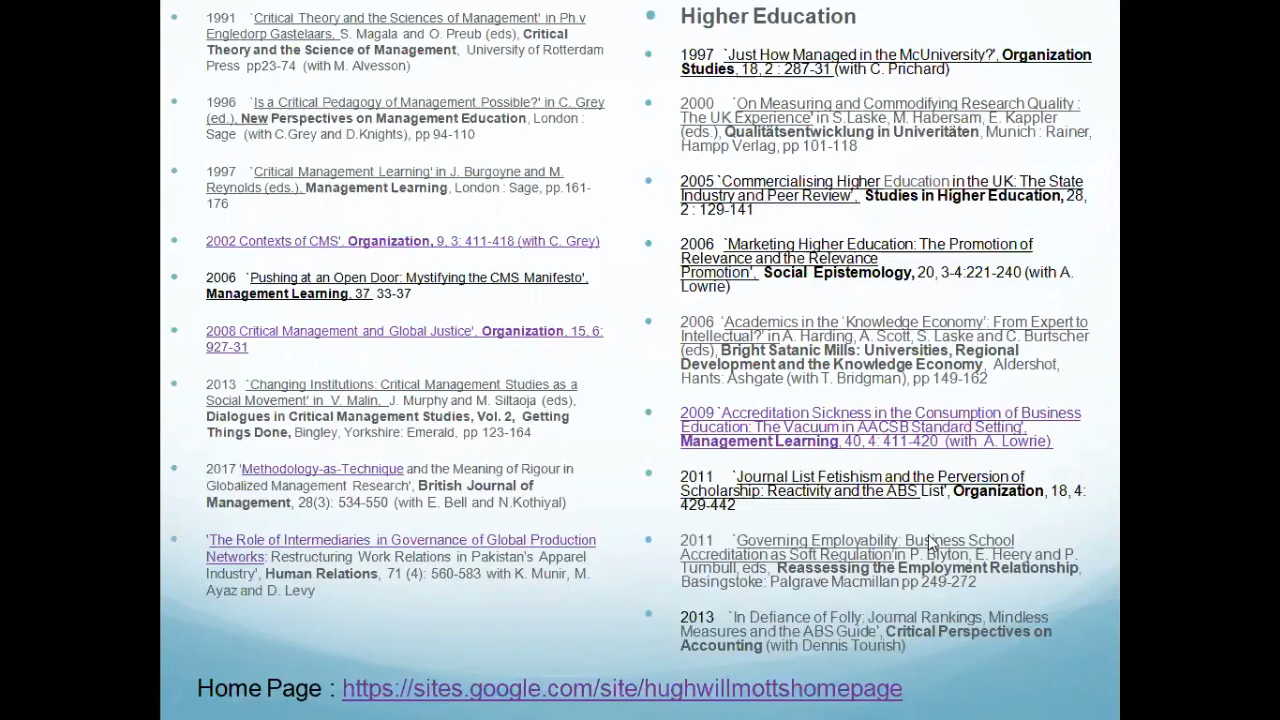 1991 `Critical Theory and the Sciences of Management' in Ph.v
Engledorp Gastelaars, S. Magala and O. Preub (eds), Critical
Theory and the Science of Management, University of Rotterdam
Press pp23-74 (with M. Alvesson)
1996 `Is a Critical Pedagogy of Management Possible?' in C. Grey
(ed.), New Perspectives on Management Education, London :
Sage (with C.Grey and D.Knights), pp 94-110
1997 `Critical Management Learning' in J. Burgoyne and M.
Reynolds (eds.), Management Learning, London : Sage, pp.161-
176
2002 Contexts of CMS', Organization, 9, 3: 411-418 (with C. Grey)
2006 `Pushing at an Open Door: Mystifying the CMS Manifesto',
Management Learning, 37 33-37
2008 Critical Management and Global Justice', Organization, 15, 6:
927-31
2013 `Changing Institutions: Critical Management Studies as a
Social Movement' in V. Malin, J. Murphy and M. Siltaoja (eds),
Dialogues in Critical Management Studies, Vol. 2, Getting
Things Done, Bingley, Yorkshire: Emerald, pp 123-164
2017 'Methodology-as-Technique and the Meaning of Rigour in
Globalized Management Research', British Journal of
Management, 28(3): 534-550 (with E. Bell and N.Kothiyal)
'The Role of Intermediaries in Governance of Global Production
Networks: Restructuring Work Relations in Pakistan's Apparel
Industry', Human Relations, 71 (4): 560-583 with K. Munir, M.
Ayaz and D. Levy
Higher Education
1997 `Just How Managed in the McUniversity?', Organization
Studies, 18, 2 : 287-31 (with C. Prichard)
2000 `On Measuring and Commodifying Research Quality :
The UK Experience' in S.Laske, M. Habersam, E. Kappler
(eds.), Qualitätsentwicklung in Univeritäten, Munich : Rainer,
Hampp Verlag, pp 101-118
2005 `Commercialising Higher Education in the UK: The State
Industry and Peer Review', Studies in Higher Education, 28,
2 : 129-141
2006 `Marketing Higher Education: The Promotion of
Relevance and the Relevance
Promotion', Social Epistemology, 20, 3-4:221-240 (with A.
Lowrie)
2006 'Academics in the 'Knowledge Economy': From Expert to
Intellectual?' in A. Harding, A. Scott, S. Laske and C. Burtscher
(eds), Bright Satanic Mills: Universities, Regional
Development and the Knowledge Economy, Aldershot,
Hants: Ashgate (with T. Bridgman), pp 149-162
2009 `Accreditation Sickness in the Consumption of Business
Education: The Vacuum in AACSB Standard Setting',
Management Learning, 40, 4: 411-420 (with A. Lowrie)
2011 `Journal List Fetishism and the Perversion of
Scholarship: Reactivity and the ABS List', Organization, 18, 4:
429-442
2011 `Governing Employability: Business School
Accreditation as Soft Regulation'in P. Blyton, E. Heery and P.
Turnbull, eds, Reassessing the Employment Relationship,
Basingstoke: Palgrave Macmillan pp 249-272
2013 `In Defiance of Folly: Journal Rankings, Mindless
Measures and the ABS Guide', Critical Perspectives on
Accounting (with Dennis Tourish)
Home Page : https://sites.google.com/site/hughwillmottshomepage